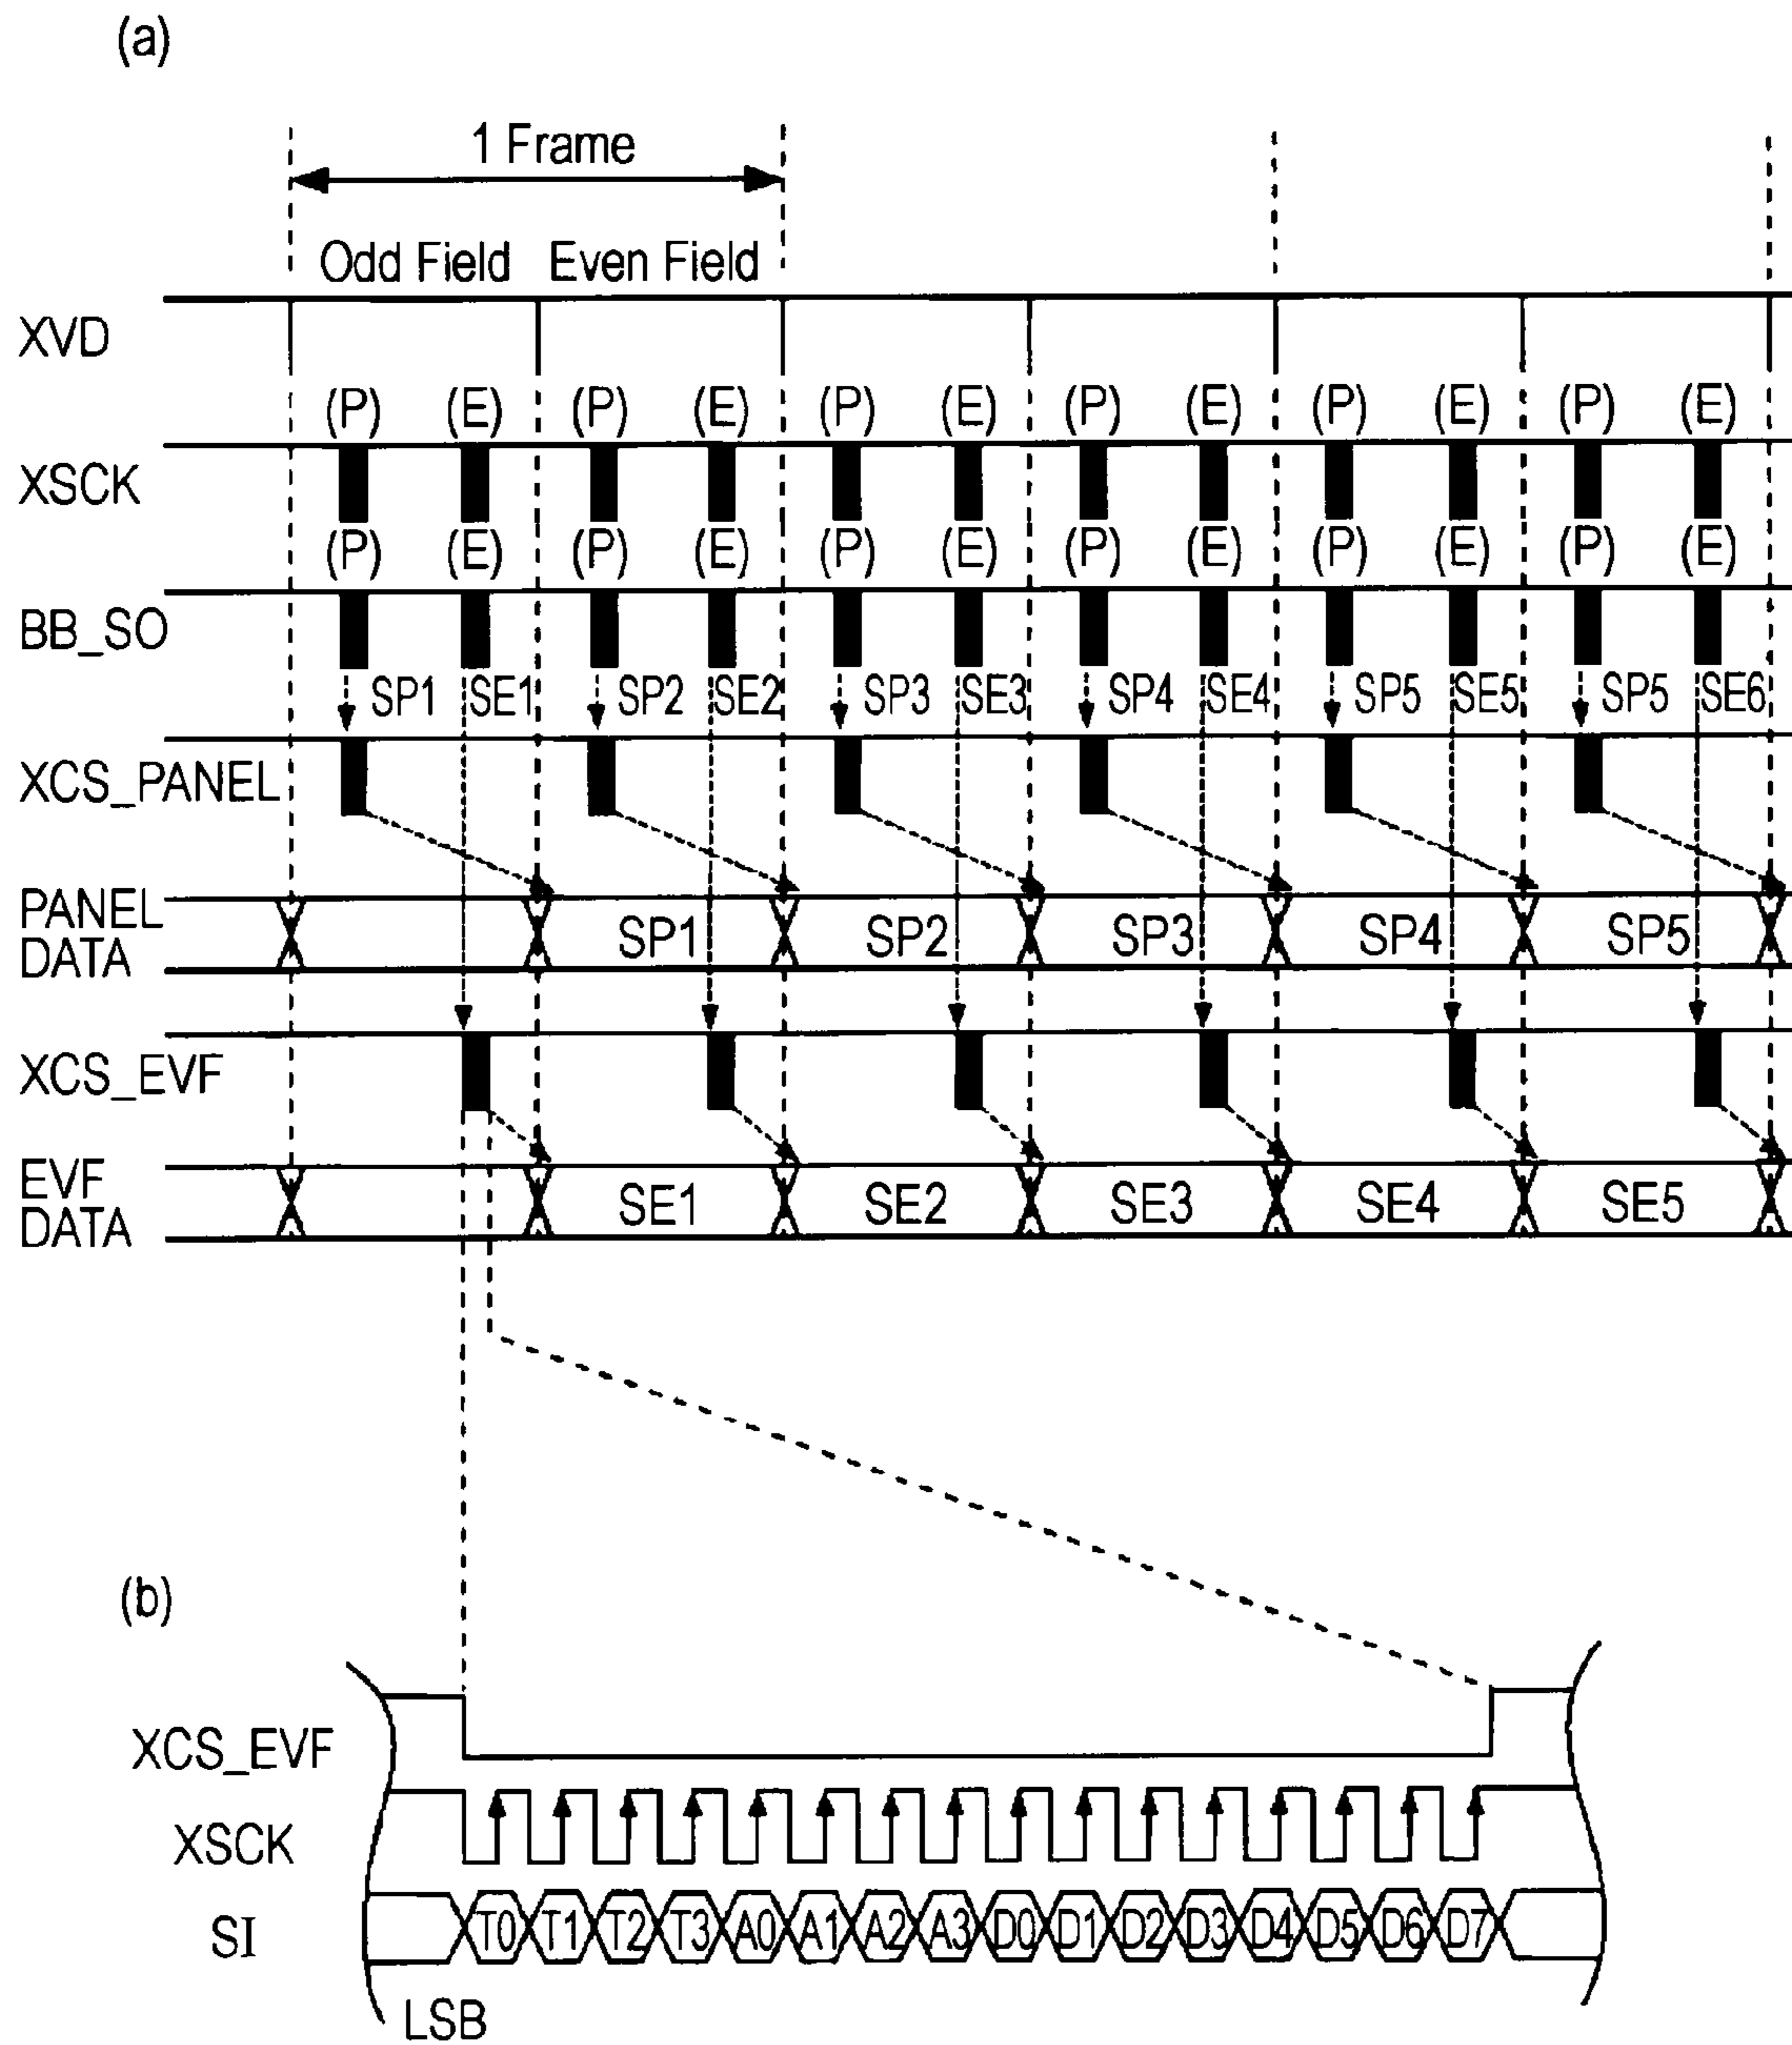 (a)
1 Frame
Odd Field Even Field
XVD
(P) (E) (P) (E) (P) (E) (P) (E) (P) (E) (P) (E)
XSCK
(P) (E) (P) (E) (P) (E) (P) (E) (P) (E) (P) (E)
BB_SO
SP1 SE1 SP2 SE2 SP3 SE3 SP4 SE4 SP5 SE5 SP5 SE6
XCS_PANEL
PANEL
DATA
SP1 SP2 SP3 SP4 SP5
XCS_EVF
EVF
DATA
SE1 SE2 SE3 SE4 SE5
(b)
XCS_EVF
XSCK
SI
T0 T1 T2 T3 A0 A1 A2 A3 D0 D1 D2 D3 D4 D5 D6 D7
LSB